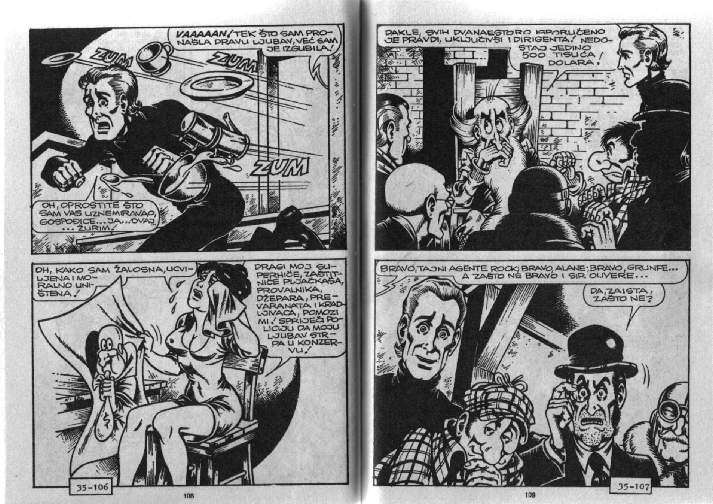 VAAAAAN! TEK ŠTO SAM PRO-
NAŠLA PRAVU LJUBAV, VEĆ SAM
JE IZGUBILA!
ZUM
ZUM
ZUM
OH, OPROSTITE ŠTO
SAM VAS UZNEMIRAVAO,
GOSPOĐICE...JA...OVAJ
...ŽURIM!
OH, KAKO SAM ŽALOSNA, UCVI-
LJENA I MO-
RALNO UNI-
ŠTENA!
DRAGI MOJ SU-
PERHIČE, ZAŠTIT-
NIČE PLJAČKAŠA,
PROVALNIKA,
DŽEPARA, PRE-
VARANATA I KRAD-
LJIVACA, POMOZI
MI! SPRIJEČI PO-
LICIJU DA MOJU
LJUBAV STR-
PA U KONZER-
VU!
35-106
108
DAKLE, SVIH DVANAESTORO ISPORUČENO
JE PRAVDI, UKLJUČIVŠI I DIRIGENTA! NEDO-
STAJ JEDINO
500 TISUĆA
DOLARA.
BRAVO, TAJNI AGENTE ROCK; BRAVO, ALANE; BRAVO, GRUNFE...
A ZAŠTO NE BRAVO I SIR OLIVERE...
DA, ZAISTA,
ZAŠTO NE?
35-107
109